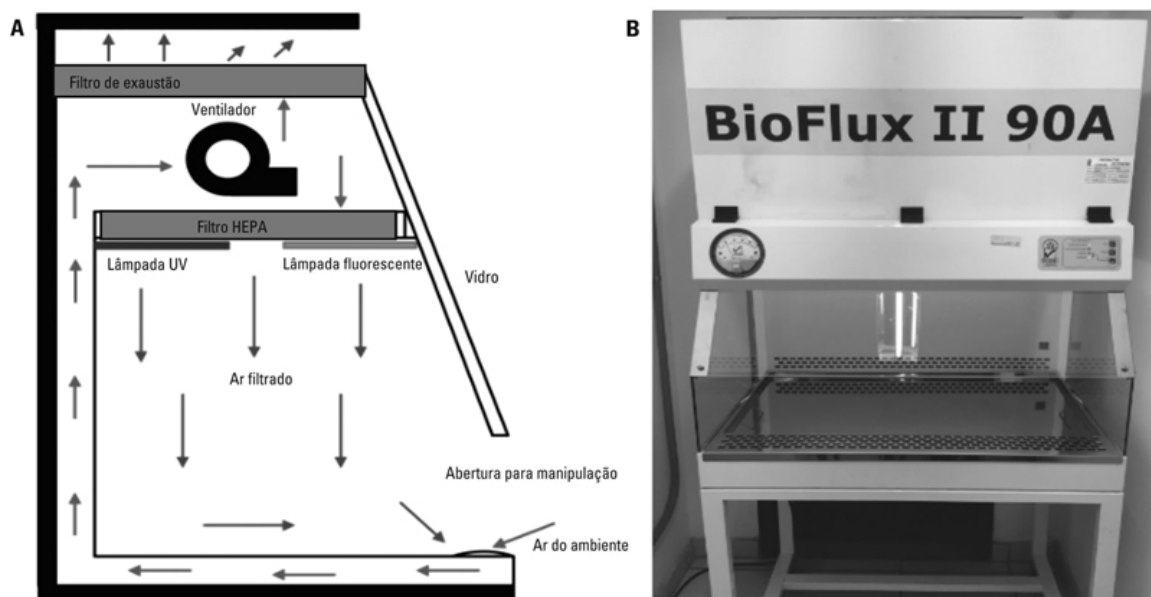 A
Filtro de exaustão
Ventilador
Filtro HEPA
Lâmpada UV
Lâmpada fluorescente
Vidro
Ar filtrado
Abertura para manipulação
Ar do ambiente
B
BioFlux II 90A